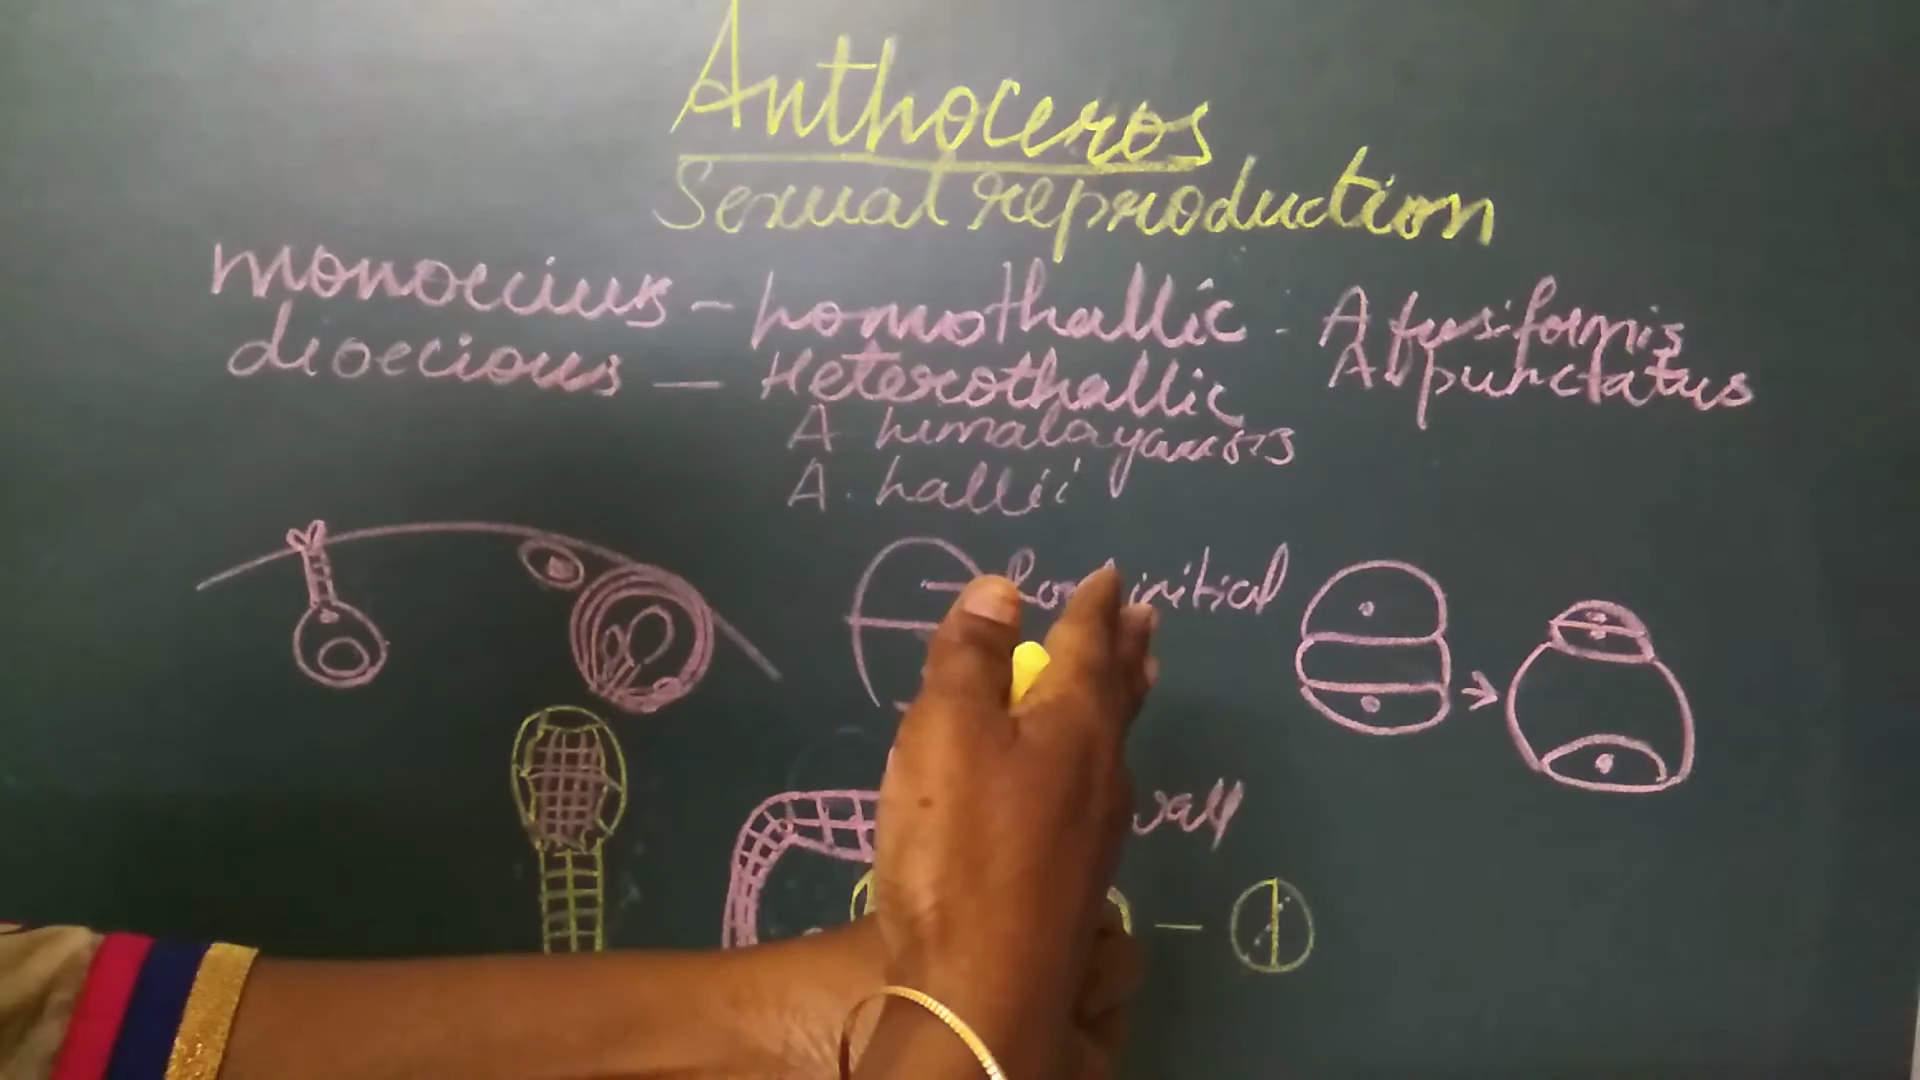 Anthoceros
Sexual reproduction
monoecius - homothallic : A fusiformis
A punctatus
dioecious - Heterothallic
A himalayansis
A. hallii
initial
wall